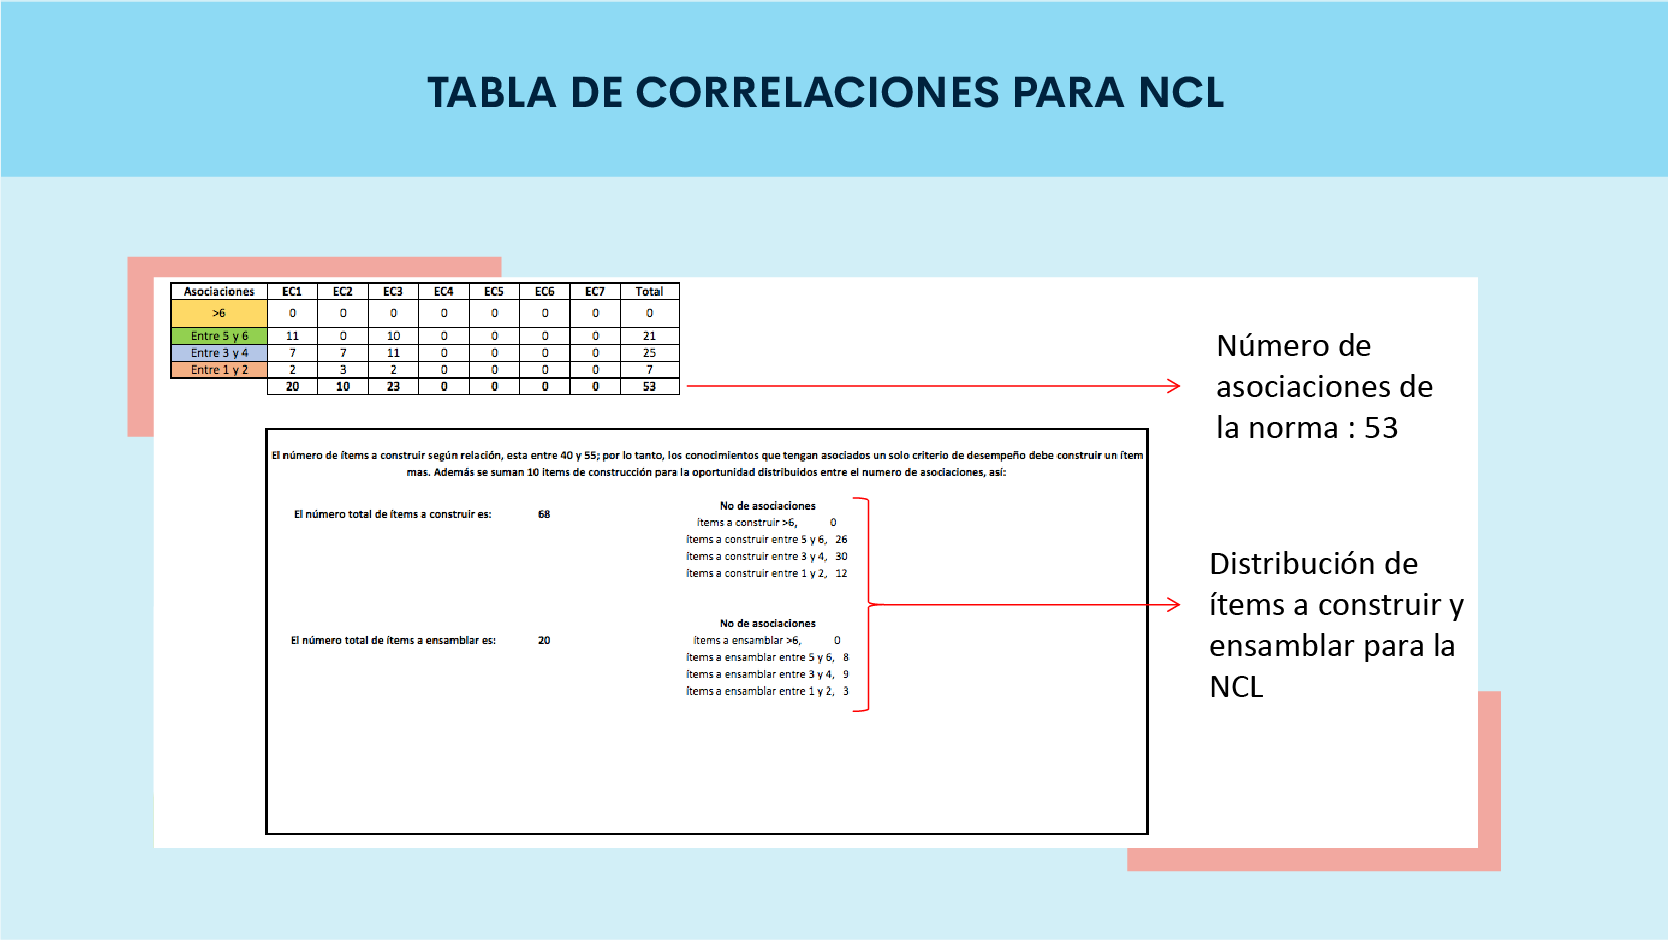 TABLA DE CORRELACIONES PARA NCL
Asociaciones EC1 EC2 EC3 EC4 EC5 EC6 EC7 Total
>6 0 0 0 0 0 0 0 0
Entre 5 y 6 11 0 10 0 0 0 0 21
Entre 3 y 4 7 7 11 0 0 0 0 25
Entre 1 y 2 2 3 2 0 0 0 0 7
20 10 23 0 0 0 0 53
Número de
asociaciones de
la norma : 53
El número de ítems a construir según relación, esta entre 40 y 55; por lo tanto, los conocimientos que tengan asociados un solo criterio de desempeño debe construir un ítem
mas. Además se suman 10 items de construcción para la oportunidad distribuidos entre el numero de asociaciones, así:
El número total de ítems a construir es: 68
No de asociaciones
ítems a construir >6, 0
ítems a construir entre 5 y 6, 26
ítems a construir entre 3 y 4, 30
ítems a construir entre 1 y 2, 12
El número total de ítems a ensamblar es: 20
No de asociaciones
ítems a ensamblar >6, 0
ítems a ensamblar entre 5 y 6, 8
ítems a ensamblar entre 3 y 4, 9
ítems a ensamblar entre 1 y 2, 3
Distribución de
ítems a construir y
ensamblar para la
NCL